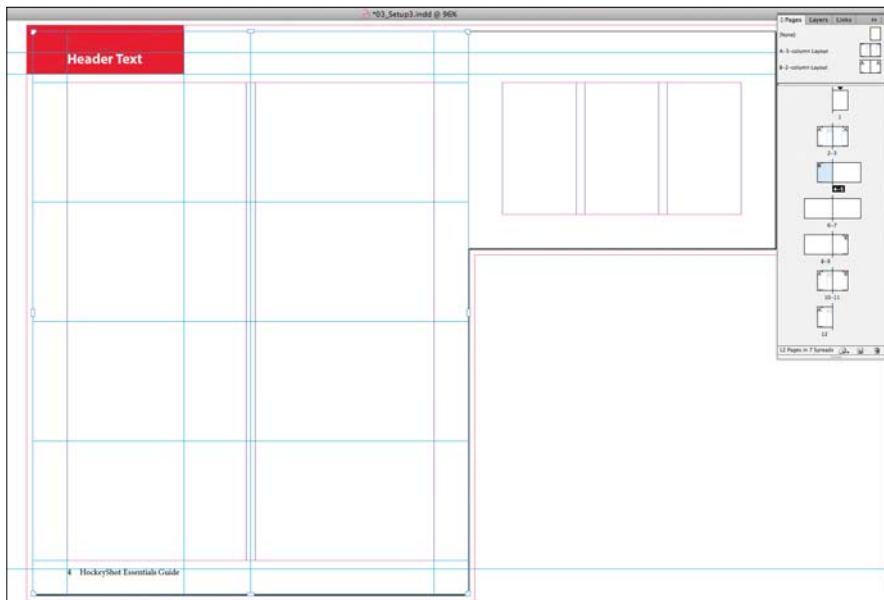 *03_Setup3.indd @ 96%
Pages Layers Links
[None]
A-3-column Layout
B-2-column Layout
1
2-3
4-5
6-7
8-9
10-11
12
12 Pages in 7 Spreads
Header Text
4 HockeyShot Essentials Guide